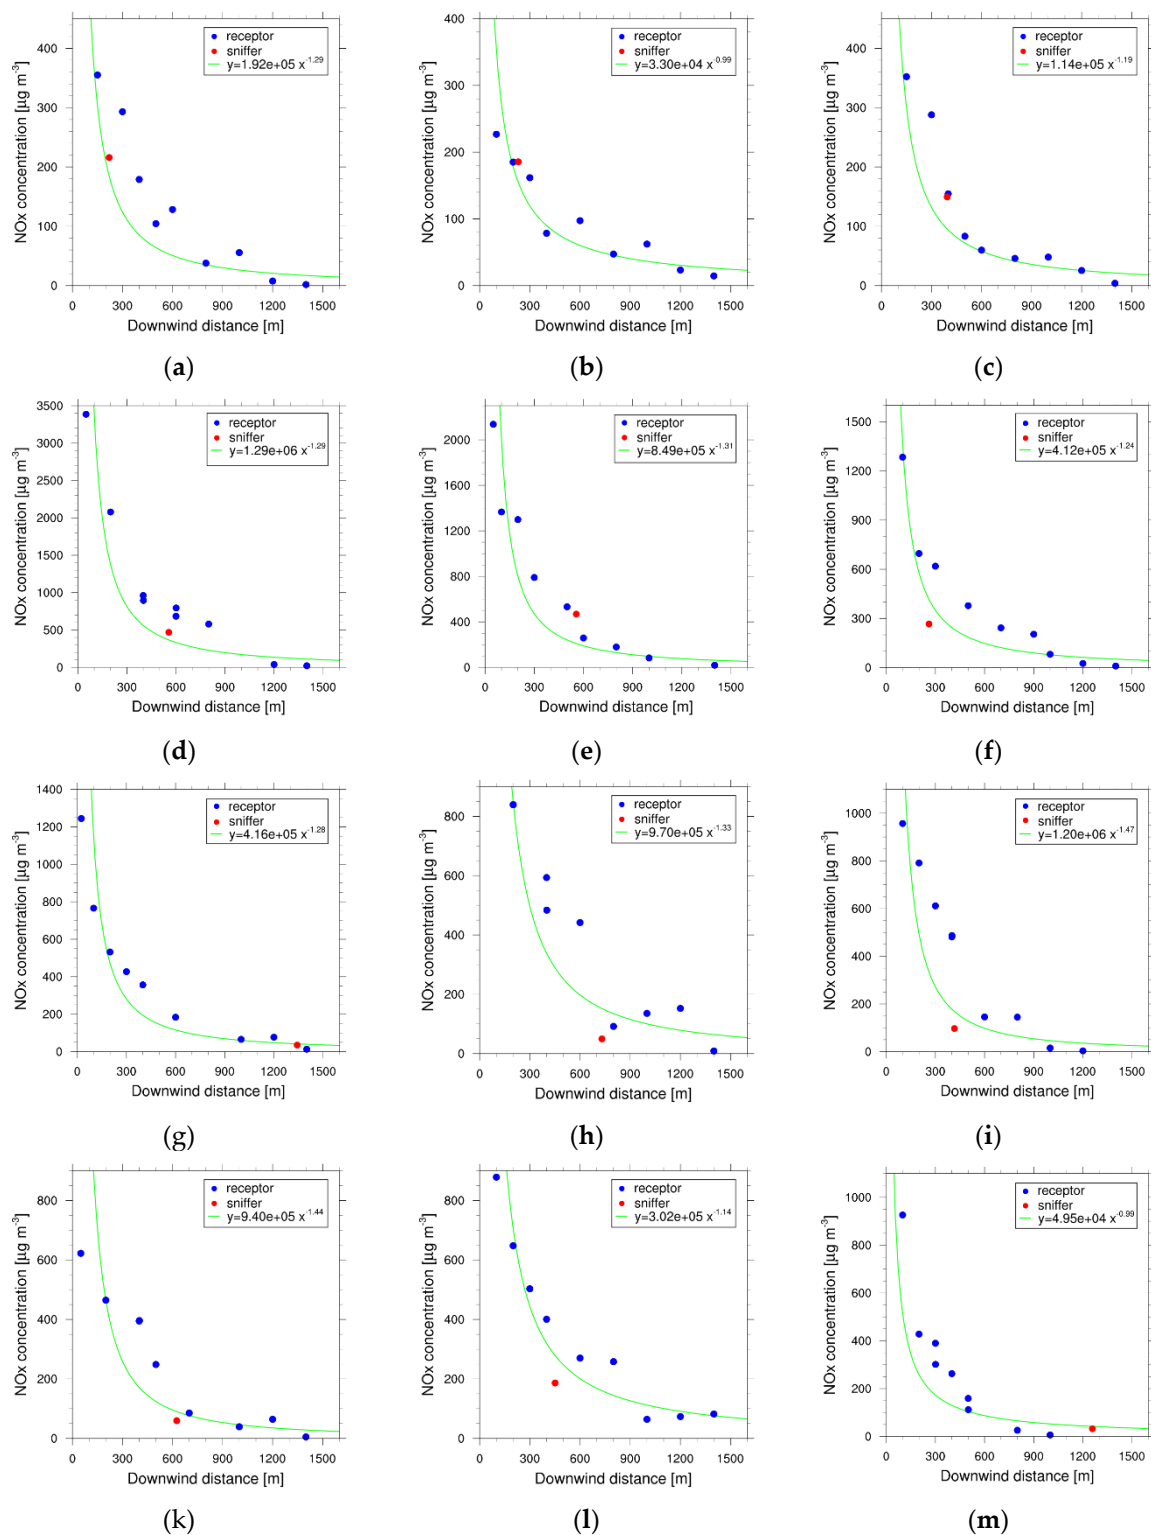 NOx concentration [µg m-3]
400
300
200
100
0
receptor
sniffer
y=1.92e+05 x-1.29
0 300 600 900 1200 1500
Downwind distance [m]
(a)
NOx concentration [µg m-3]
400
300
200
100
0
receptor
sniffer
y=3.30e+04 x-0.99
0 300 600 900 1200 1500
Downwind distance [m]
(b)
NOx concentration [µg m-3]
400
300
200
100
0
receptor
sniffer
y=1.14e+05 x-1.19
0 300 600 900 1200 1500
Downwind distance [m]
(c)
NOx concentration [µg m-3]
3500
3000
2500
2000
1500
1000
500
0
receptor
sniffer
y=1.29e+06 x-1.29
0 300 600 900 1200 1500
Downwind distance [m]
(d)
NOx concentration [µg m-3]
2000
1600
1200
800
400
0
receptor
sniffer
y=8.49e+05 x-1.31
0 300 600 900 1200 1500
Downwind distance [m]
(e)
NOx concentration [µg m-3]
1500
1200
900
600
300
0
receptor
sniffer
y=4.12e+05 x-1.24
0 300 600 900 1200 1500
Downwind distance [m]
(f)
NOx concentration [µg m-3]
1400
1200
1000
800
600
400
200
0
receptor
sniffer
y=4.16e+05 x-1.28
0 300 600 900 1200 1500
Downwind distance [m]
(g)
NOx concentration [µg m-3]
800
600
400
200
0
receptor
sniffer
y=9.70e+05 x-1.33
0 300 600 900 1200 1500
Downwind distance [m]
(h)
NOx concentration [µg m-3]
1000
800
600
400
200
0
receptor
sniffer
y=1.20e+06 x-1.47
0 300 600 900 1200 1500
Downwind distance [m]
(i)
NOx concentration [µg m-3]
800
600
400
200
0
receptor
sniffer
y=9.40e+05 x-1.44
0 300 600 900 1200 1500
Downwind distance [m]
(k)
NOx concentration [µg m-3]
800
600
400
200
0
receptor
sniffer
y=3.02e+05 x-1.14
0 300 600 900 1200 1500
Downwind distance [m]
(l)
NOx concentration [µg m-3]
1000
800
600
400
200
0
receptor
sniffer
y=4.95e+04 x-0.99
0 300 600 900 1200 1500
Downwind distance [m]
(m)